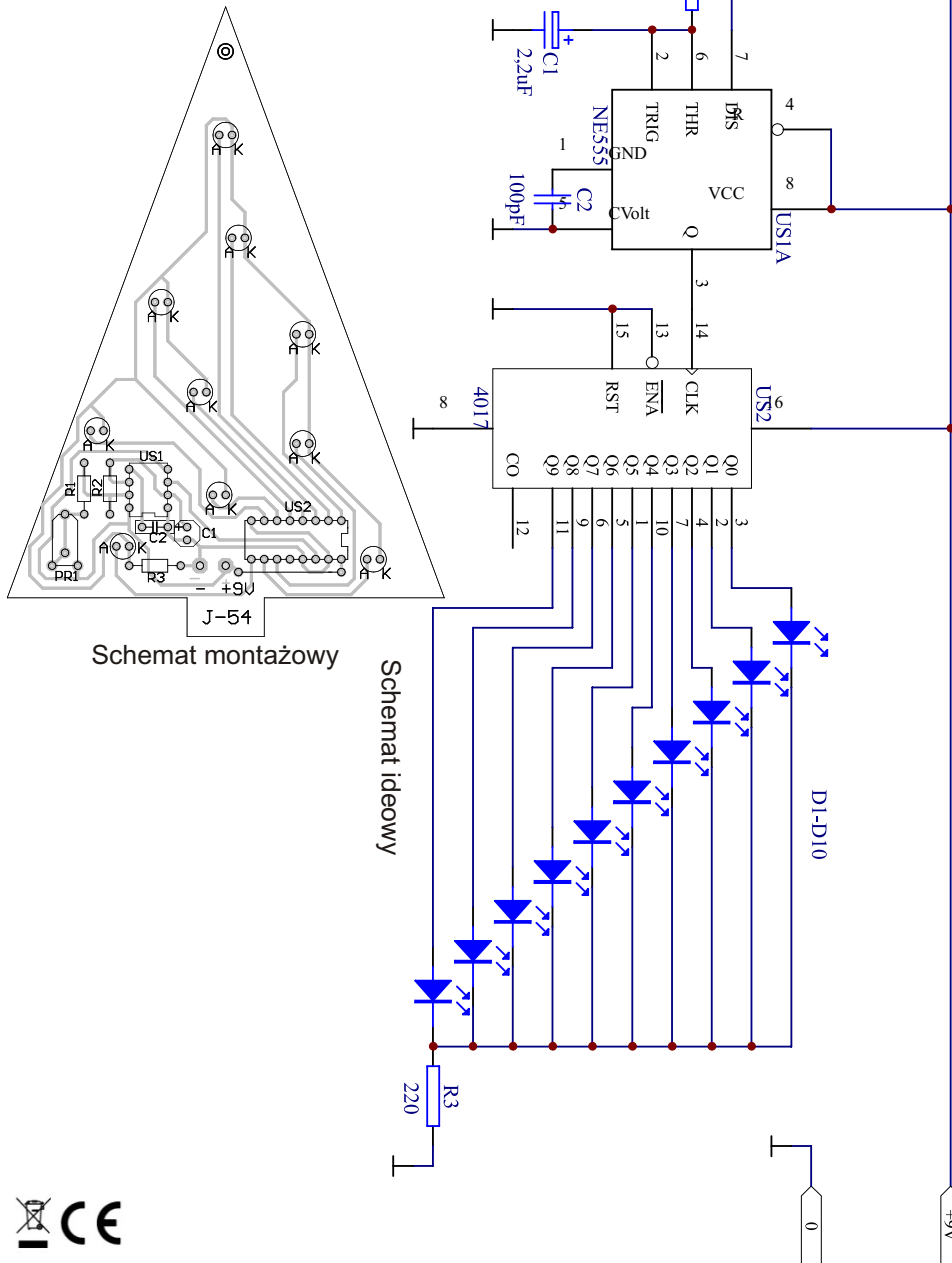 A K
A K
A K
A K
A K
A K
US1
R1
R2
A K
US2
C2
+
C1
A K
A K
PR1
R3
- +9V
J-54
Schemat montażowy
Schemat ideowy
C1
2,2uF
+
2
6
7
TRIG
THR
DIS
R
4
NE555
1
GND
VCC
8
C2
100pF
5
CVolt
Q
US1A
3
15
13
14
RST
ENA
CLK
8
4017
US2
16
CO
Q9
Q8
Q7
Q6
Q5
Q4
Q3
Q2
Q1
Q0
12
11
9
6
5
1
10
7
4
2
3
D1-D10
R3
220
0
+9V
CE